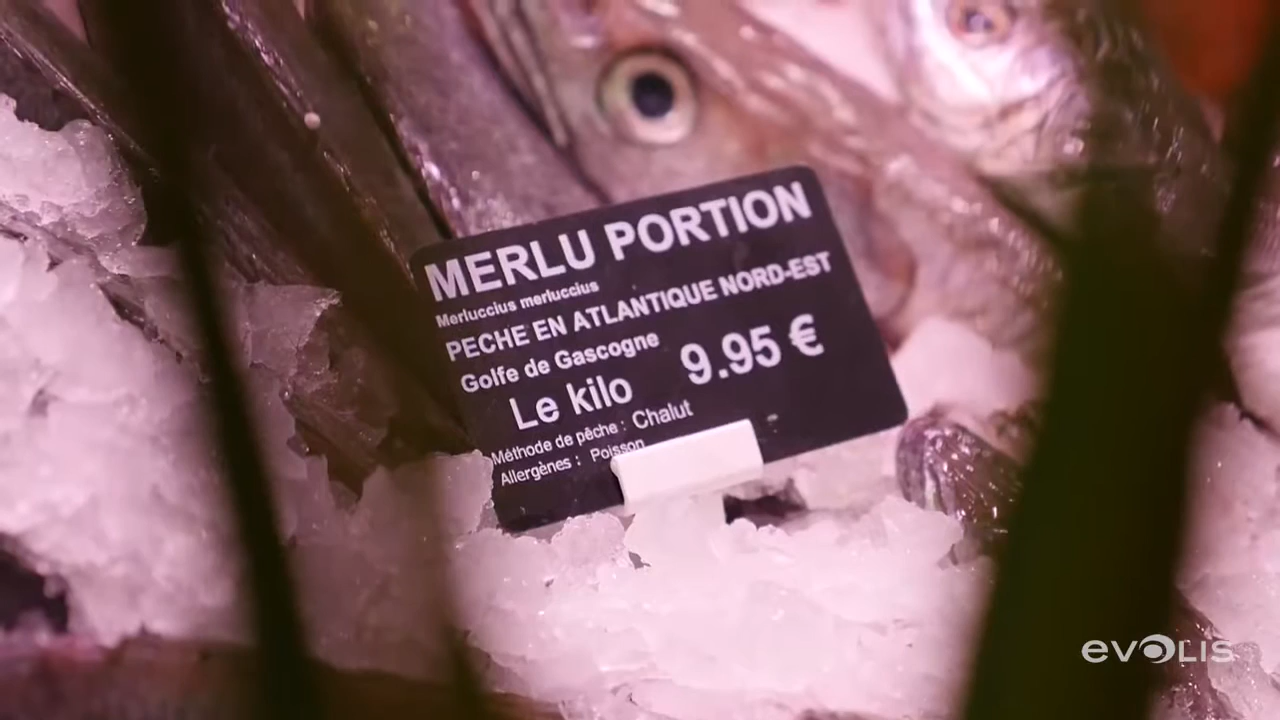 MERLU PORTION
Merluccius merluccius
PECHE EN ATLANTIQUE NORD-EST
Golfe de Gascogne
Le kilo 9.95 €
Méthode de pêche : Chalut
Allergènes : Poisson
evOLIS